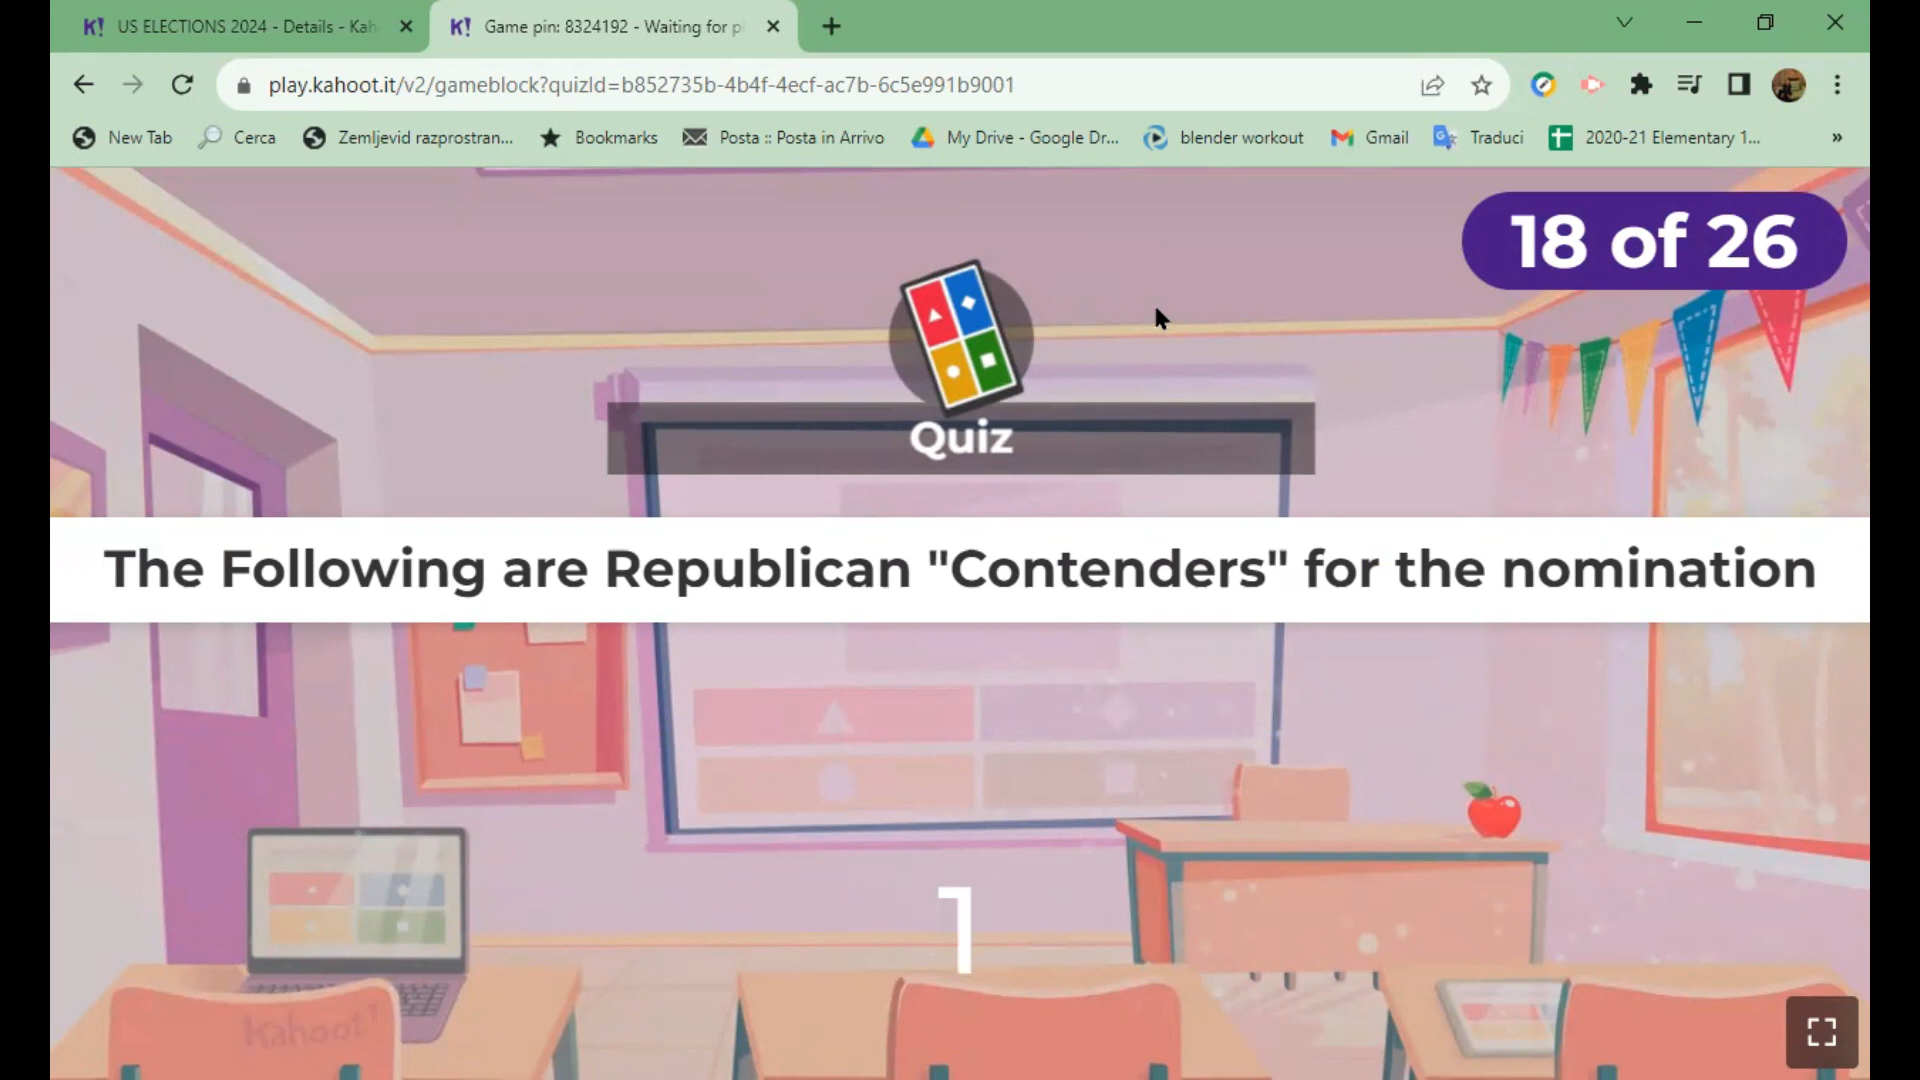 US ELECTIONS 2024 - Details - Kah
Game pin: 8324192 - Waiting for pl
play.kahoot.it/v2/gameblock?quizId=b852735b-4b4f-4ecf-ac7b-6c5e991b9001
New Tab Cerca Zemljevid razprostran... Bookmarks Posta :: Posta in Arrivo My Drive - Google Dr... blender workout Gmail Traduci 2020-21 Elementary 1... »
18 of 26
Quiz
The Following are Republican "Contenders" for the nomination
1
Kahoot!